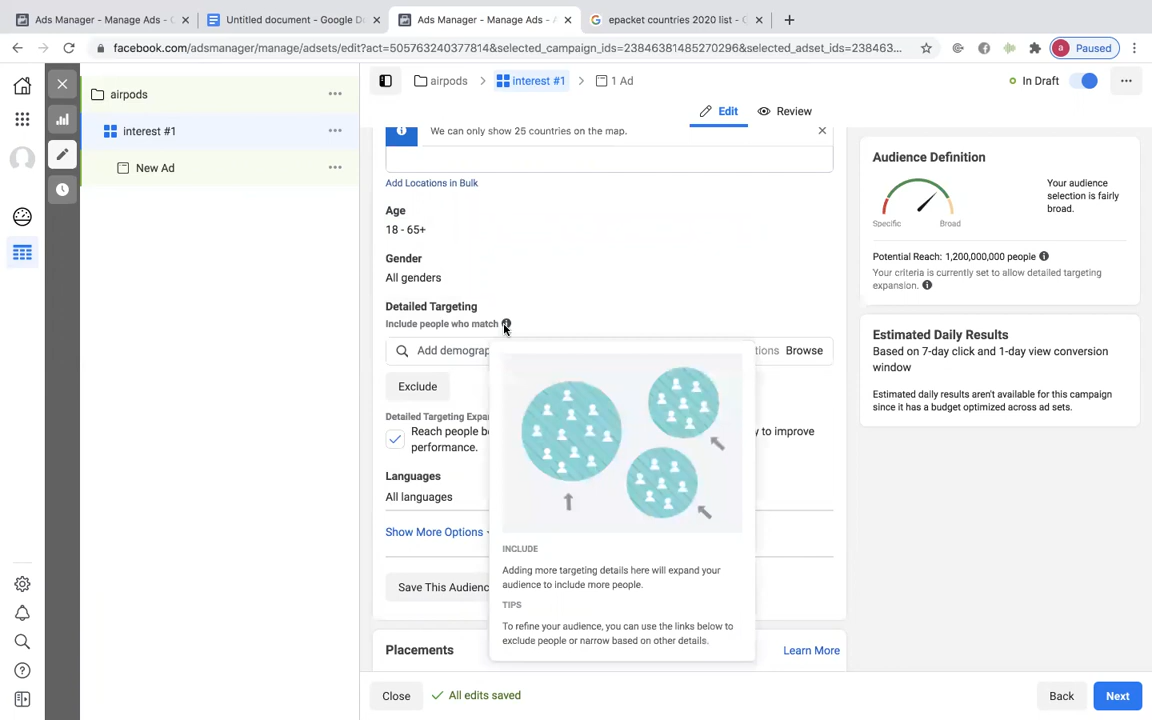 Ads Manager - Manage Ads - 
Untitled document - Google D
Ads Manager - Manage Ads -
epacket countries 2020 list -
facebook.com/adsmanager/manage/adsets/edit?act=505763240377814&selected_campaign_ids=23846381485270296&selected_adset_ids=238463...
a Paused
airpods
interest #1
New Ad
airpods > interest #1 > 1 Ad
In Draft
Edit
Review
We can only show 25 countries on the map.
Add Locations in Bulk
Age
18 - 65+
Gender
All genders
Detailed Targeting
Include people who match
Add demograp
tions
Browse
Exclude
Detailed Targeting Expa
Reach people be
y to improve
performance.
Languages
All languages
Show More Options
Save This Audienc
INCLUDE
Adding more targeting details here will expand your
audience to include more people.
TIPS
To refine your audience, you can use the links below to
exclude people or narrow based on other details.
Placements
Learn More
Close
All edits saved
Back
Next
Audience Definition
Specific
Broad
Your
audience
selection is fairly
broad.
Potential Reach: 1,200,000,000 people
Your criteria is currently set to allow detailed targeting
expansion.
Estimated Daily Results
Based on 7-day click and 1-day view conversion
window
Estimated daily results aren't available for this campaign
since it has a budget optimized across ad sets.